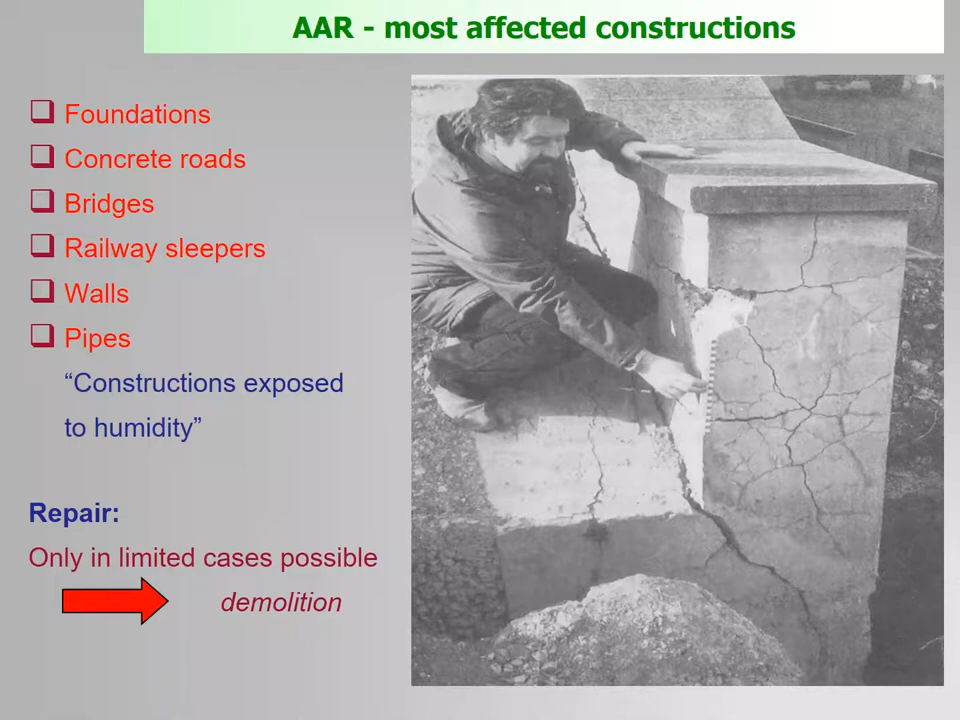 AAR - most affected constructions
Foundations
Concrete roads
Bridges
Railway sleepers
Walls
Pipes
“Constructions exposed
to humidity”
Repair:
Only in limited cases possible
demolition